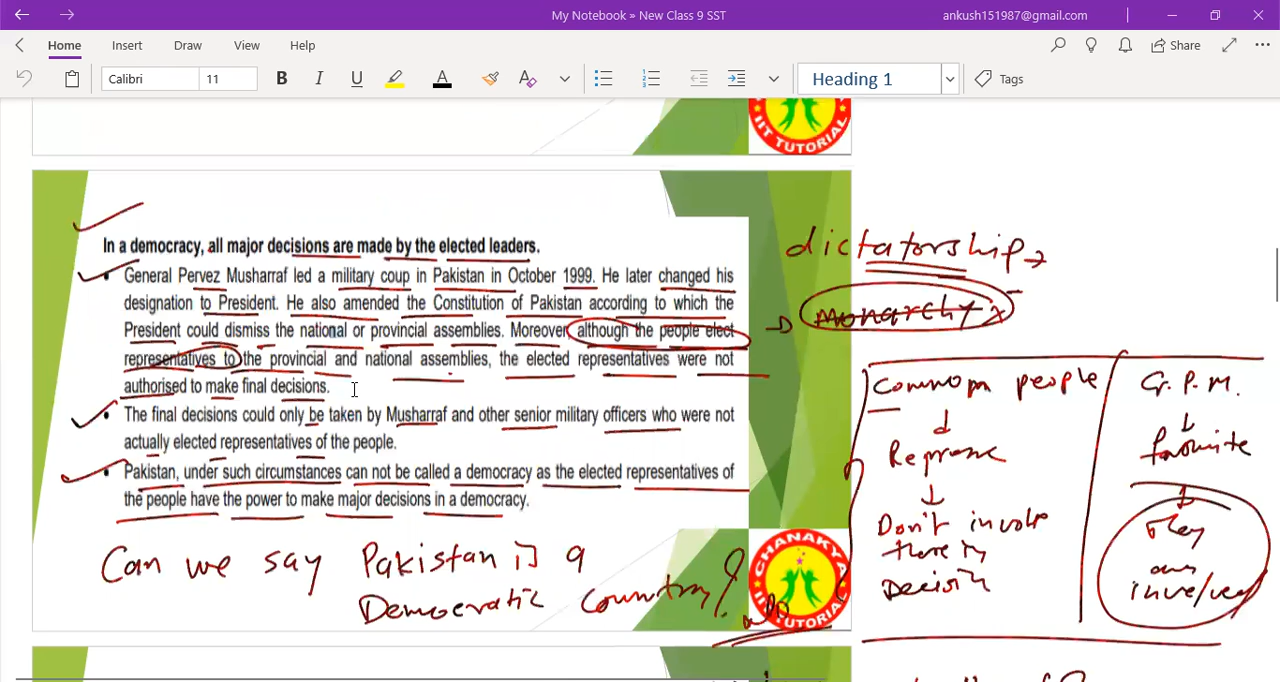 My Notebook » New Class 9 SST
ankush151987@gmail.com
Home Insert Draw View Help
Share
Calibri 11 B I U A A Heading 1 Tags
IIT TUTORIAL
In a democracy, all major decisions are made by the elected leaders.
• General Pervez Musharraf led a military coup in Pakistan in October 1999. He later changed his
designation to President. He also amended the Constitution of Pakistan according to which the
President could dismiss the national or provincial assemblies. Moreover, although the people elect
representatives to the provincial and national assemblies, the elected representatives were not
authorised to make final decisions.
• The final decisions could only be taken by Musharraf and other senior military officers who were not
actually elected representatives of the people.
• Pakistan, under such circumstances can not be called a democracy as the elected representatives of
the people have the power to make major decisions in a democracy.
Can we say Pakistan is a
Democratic Country?
CHANAKYA
IIT TUTORIAL
dictatorship
monarchy
Common people
Don't involve
there in
Decision
G. P. M.
favourite
They
are